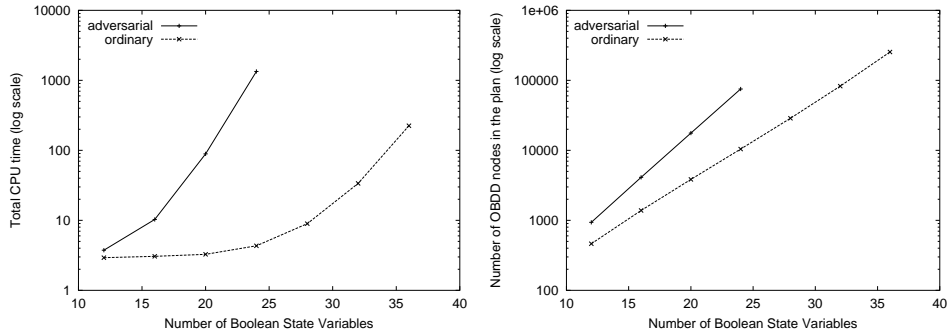 10000
1000
100
10
1
10
15
20
25
30
35
40
Total CPU time (log scale)
Number of Boolean State Variables
adversarial
ordinary
1e+06
100000
10000
1000
100
10
15
20
25
30
35
40
Number of OBDD nodes in the plan (log scale)
Number of Boolean State Variables
adversarial
ordinary